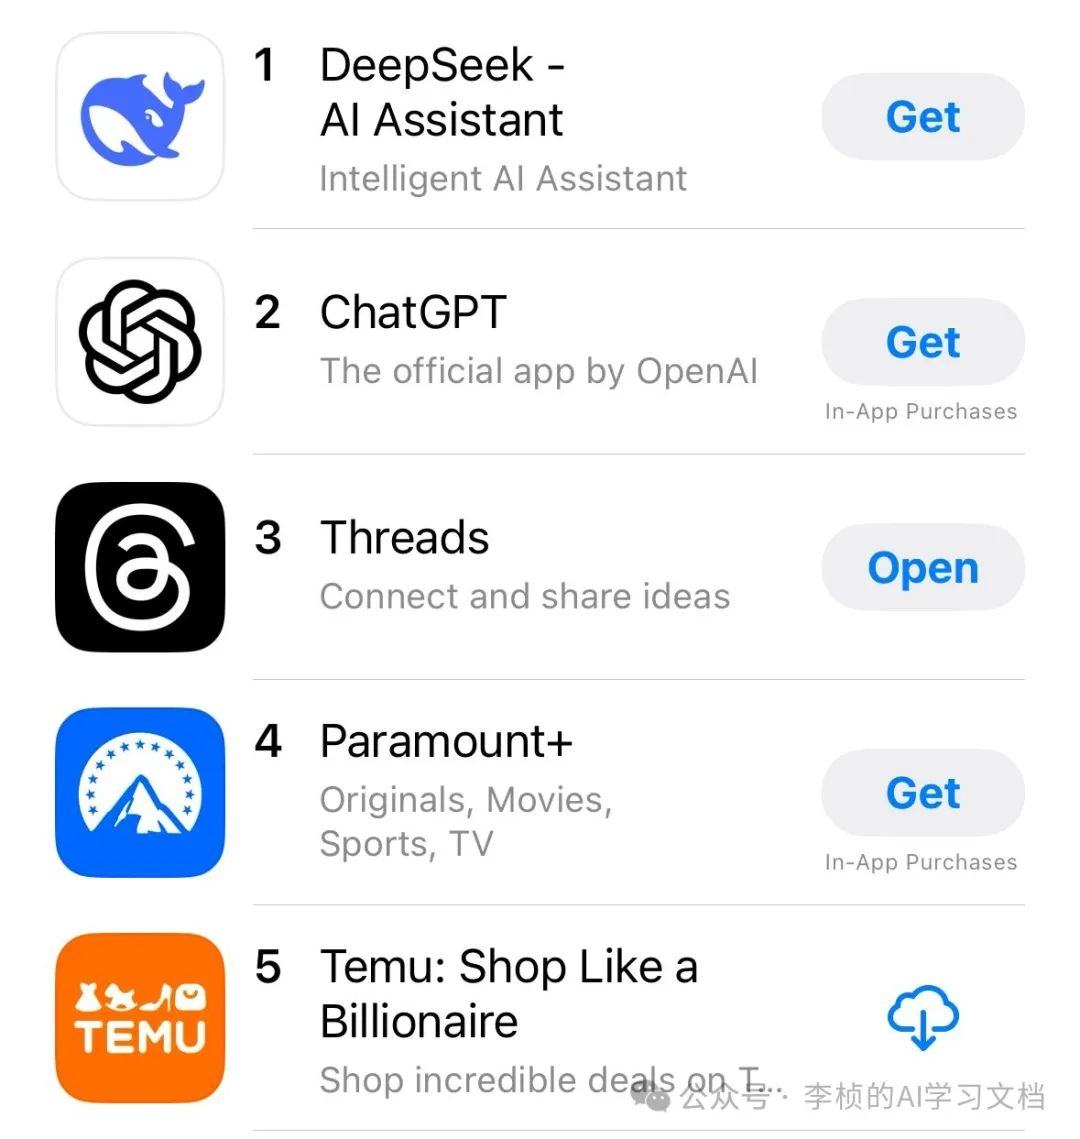 1 DeepSeek -
AI Assistant
Intelligent AI Assistant
Get
2 ChatGPT
The official app by OpenAI
Get
In-App Purchases
3 Threads
Connect and share ideas
Open
4 Paramount+
Originals, Movies,
Sports, TV
Get
In-App Purchases
TEMU
5 Temu: Shop Like a
Billionaire
Shop incredible deals on T...
公众号 · 李桢的AI学习文档